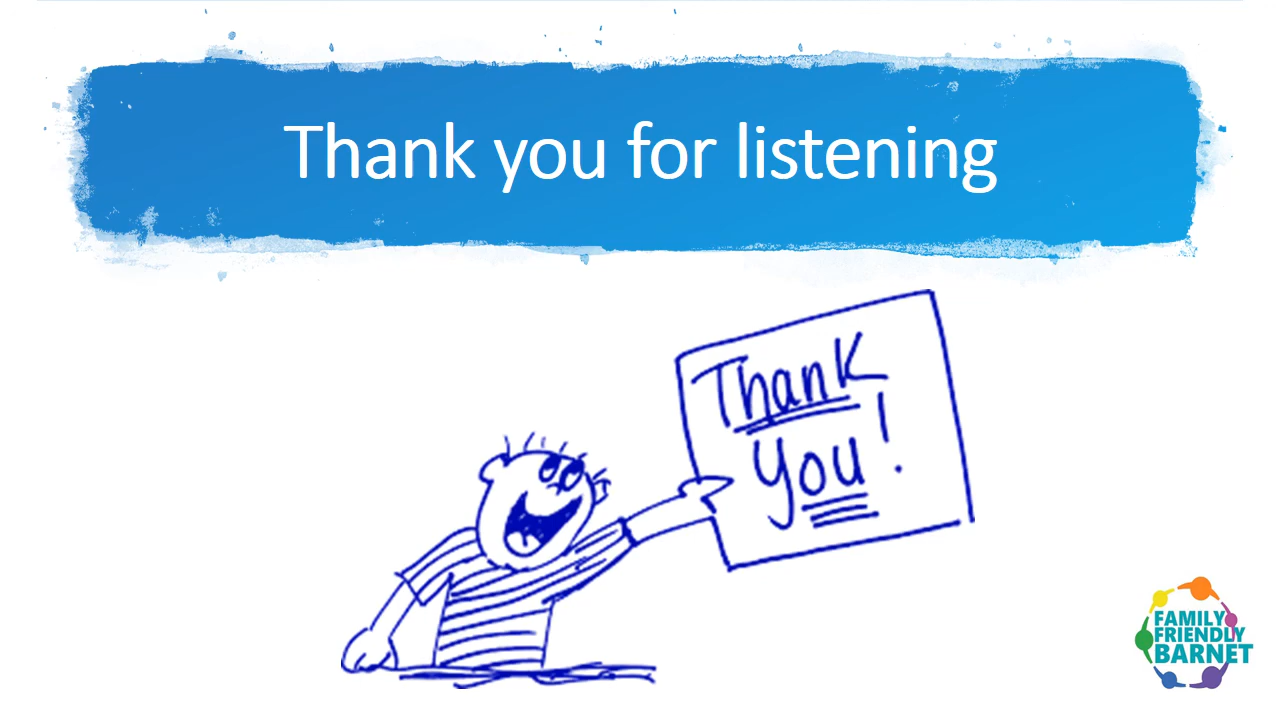 Thank you for listening
Thank
You!
FAMILY
FRIENDLY
BARNET